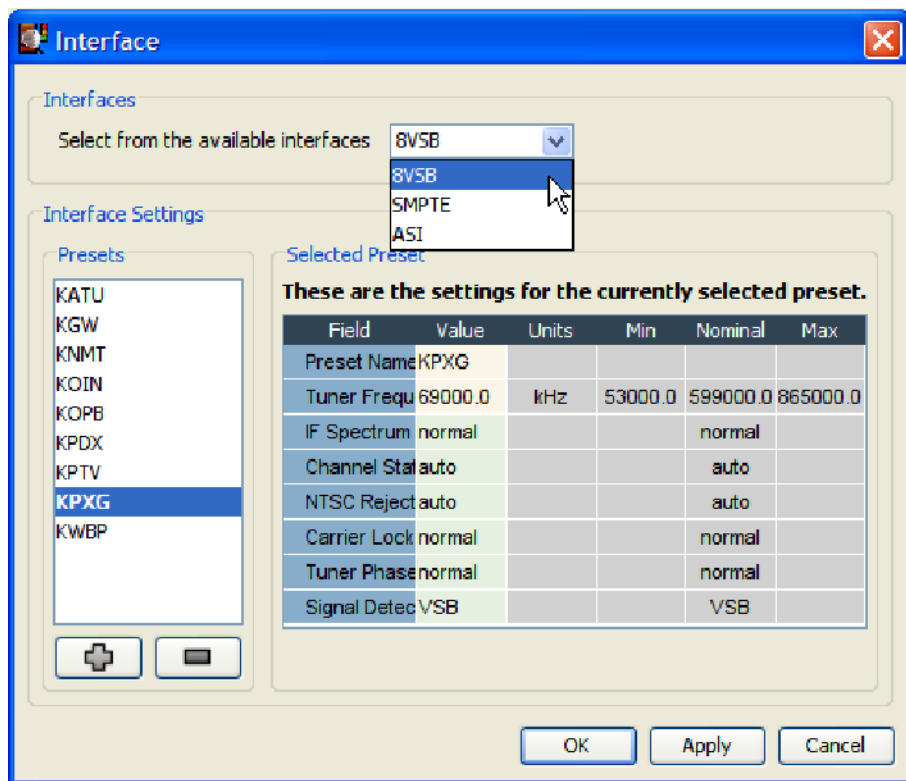 Interface
Interfaces
Select from the available interfaces 8VSB
8VSB
SMPTE
ASI
Interface Settings
Presets
KATU
KGW
KNMT
KOIN
KOPB
KPDX
KPTV
KPXG
KWBP
Selected Preset
These are the settings for the currently selected preset.
Field Value Units Min Nominal Max
Preset Name KPXG
Tuner Frequ 69000.0 kHz 53000.0 599000.0 865000.0
IF Spectrum normal normal
Channel Stat auto auto
NTSC Reject auto auto
Carrier Lock normal normal
Tuner Phase normal normal
Signal Detec VSB VSB
OK Apply Cancel